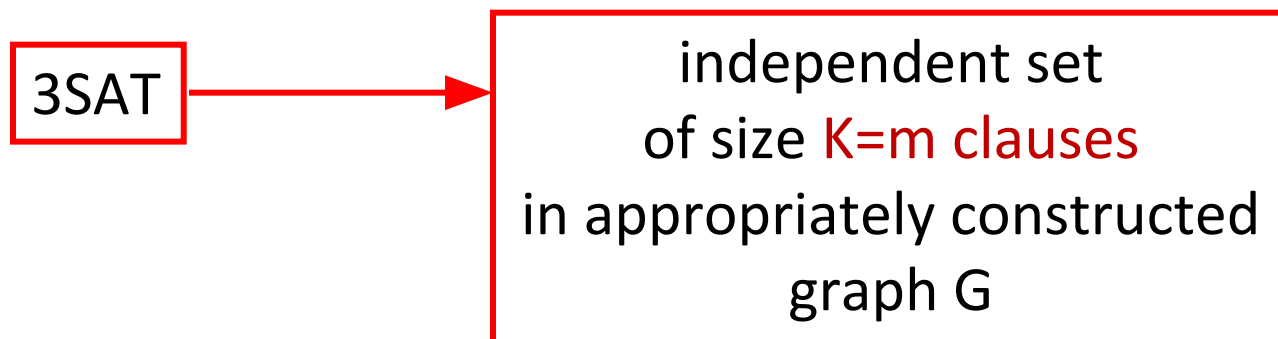 3SAT
independent set
of size K=m clauses
in appropriately constructed
graph G